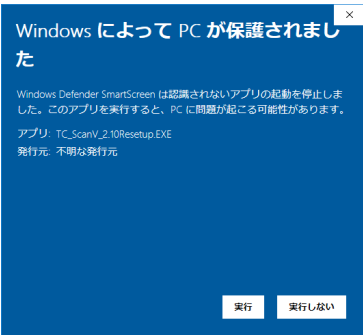 Windows によって PC が保護されまし
た
Windows Defender SmartScreen は認識されないアプリの起動を停止しま
した。このアプリを実行すると、PC に問題が起こる可能性があります。
アプリ: TC_ScanV_2.10Resetup.EXE
発行元: 不明な発行元
実行 実行しない